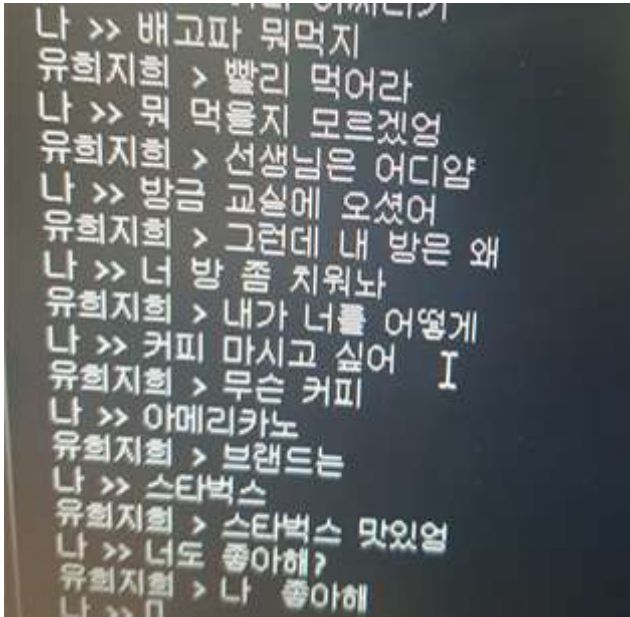 나 >> 배고파 뭐먹지
유희지희 > 빨리 먹어라
나 >> 뭐 먹을지 모르겠엉
유희지희 > 선생님은 어디얌
나 >> 방금 교실에 오셨어
유희지희 > 그런데 내 방은 왜
나 >> 너 방 좀 치워놔
유희지희 > 내가 너를 어떻게
나 >> 커피 마시고 싶어
유희지희 > 무슨 커피
나 >> 아메리카노
유희지희 > 브랜드는
나 >> 스타벅스
유희지희 > 스타벅스 맛있엉
나 >> 너도 좋아해?
유희지희 > 나 좋아해
나 >>